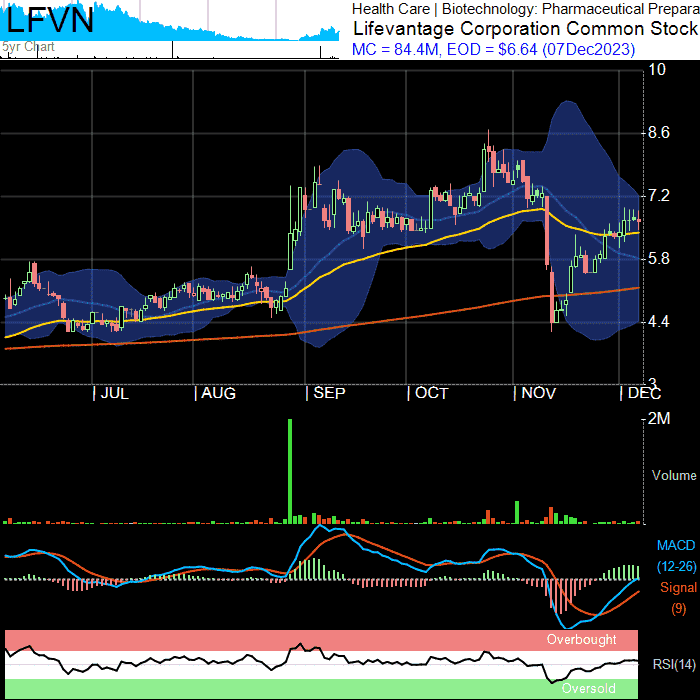 LFVN
5yr Chart
Health Care | Biotechnology: Pharmaceutical Prepara
Lifevantage Corporation Common Stock
MC = 84.4M, EOD = $6.64 (07Dec2023)
10
8.6
7.2
5.8
4.4
3
| JUL | AUG | SEP | OCT | NOV | DEC
2M
Volume
MACD
(12-26)
Signal
(9)
Overbought
RSI(14)
Oversold